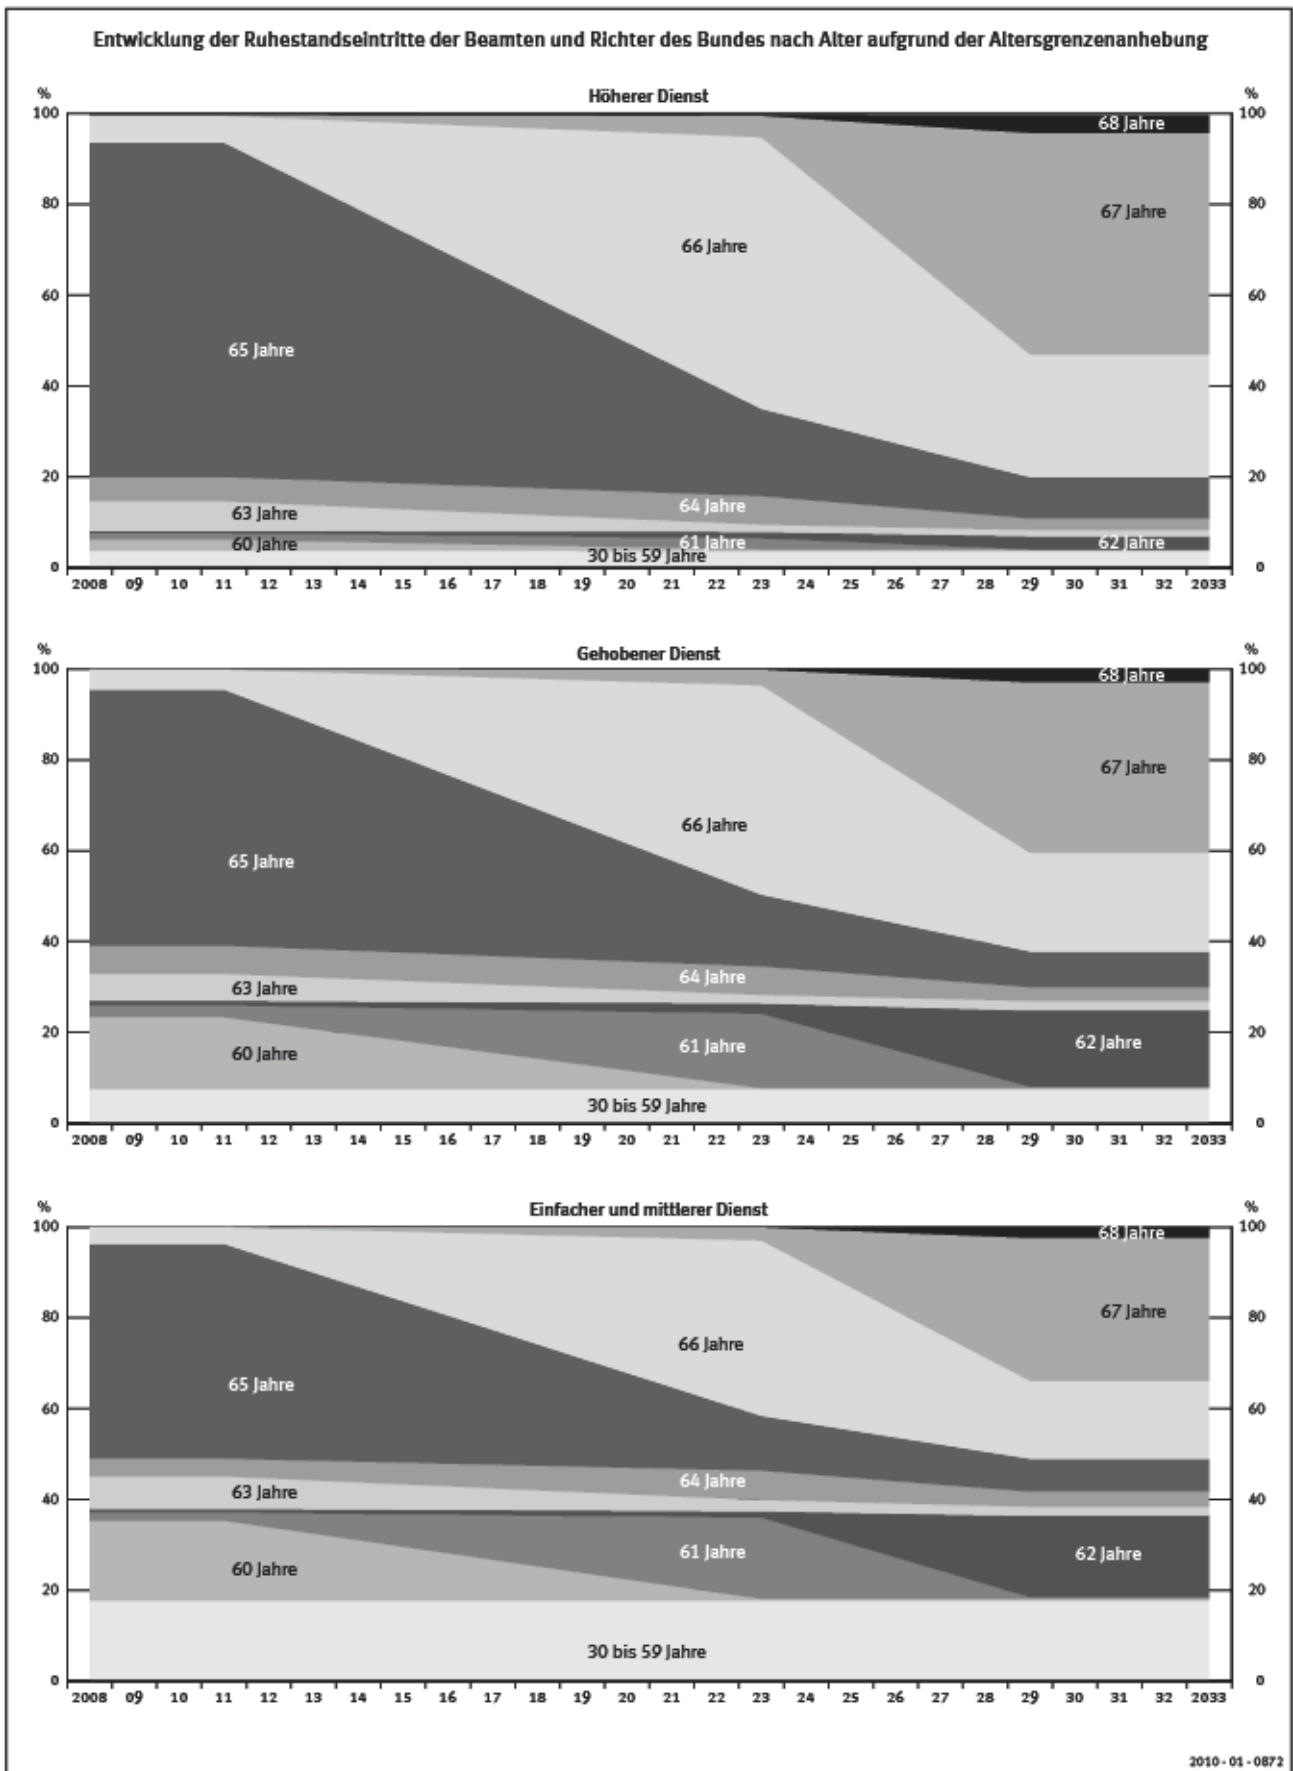 Entwicklung der Ruhestandseintritte der Beamten und Richter des Bundes nach Alter aufgrund der Altersgrenzenanhebung
% Höherer Dienst %
100 100
68 Jahre
80 67 Jahre 80
66 Jahre
60 60
65 Jahre
40 40
20 20
64 Jahre
63 Jahre
60 Jahre 61 Jahre 62 Jahre
30 bis 59 Jahre
0 0
2008 09 10 11 12 13 14 15 16 17 18 19 20 21 22 23 24 25 26 27 28 29 30 31 32 2033
% Gehobener Dienst %
100 68 Jahre 100
80 67 Jahre 80
66 Jahre
60 65 Jahre 60
40 40
64 Jahre
63 Jahre
20 20
60 Jahre 61 Jahre 62 Jahre
30 bis 59 Jahre
0 0
2008 09 10 11 12 13 14 15 16 17 18 19 20 21 22 23 24 25 26 27 28 29 30 31 32 2033
% Einfacher und mittlerer Dienst %
100 68 Jahre 100
80 67 Jahre 80
66 Jahre
65 Jahre
60 60
64 Jahre
63 Jahre
40 40
61 Jahre 62 Jahre
60 Jahre
20 20
30 bis 59 Jahre
0 0
2008 09 10 11 12 13 14 15 16 17 18 19 20 21 22 23 24 25 26 27 28 29 30 31 32 2033
2010 - 01 - 0872